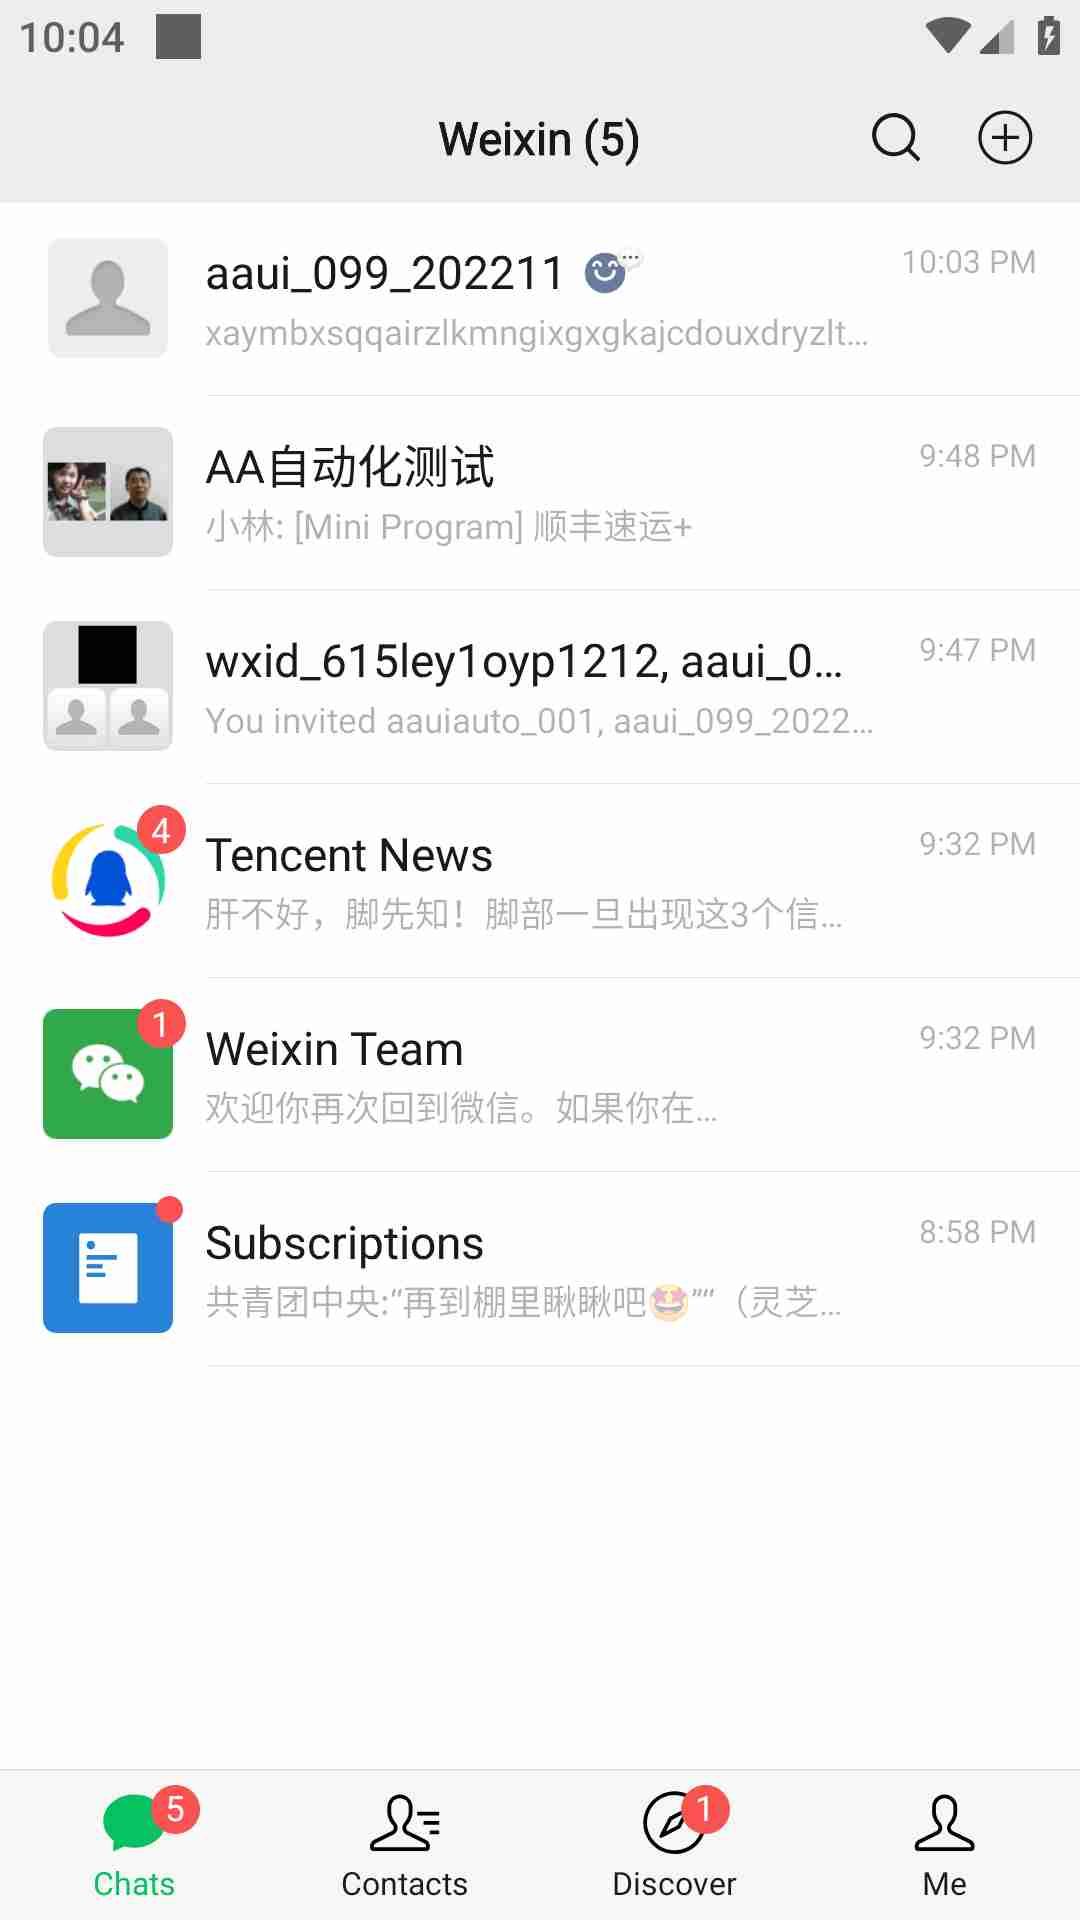 10:04
Weixin (5)
aaui_099_202211
10:03 PM
xaymbxsqqairzlkmngixgxgkajcdouxdryzlt...
AA自动化测试
9:48 PM
小林: [Mini Program] 顺丰速运+
wxid_615ley1oyp1212, aaui_0...
9:47 PM
You invited aauiauto_001, aaui_099_2022...
4
Tencent News
9:32 PM
肝不好，脚先知！脚部一旦出现这3个信...
1
Weixin Team
9:32 PM
欢迎你再次回到微信。如果你在...
Subscriptions
8:58 PM
共青团中央:“再到棚里瞅瞅吧🤩”“（灵芝...
5
1
Chats
Contacts
Discover
Me